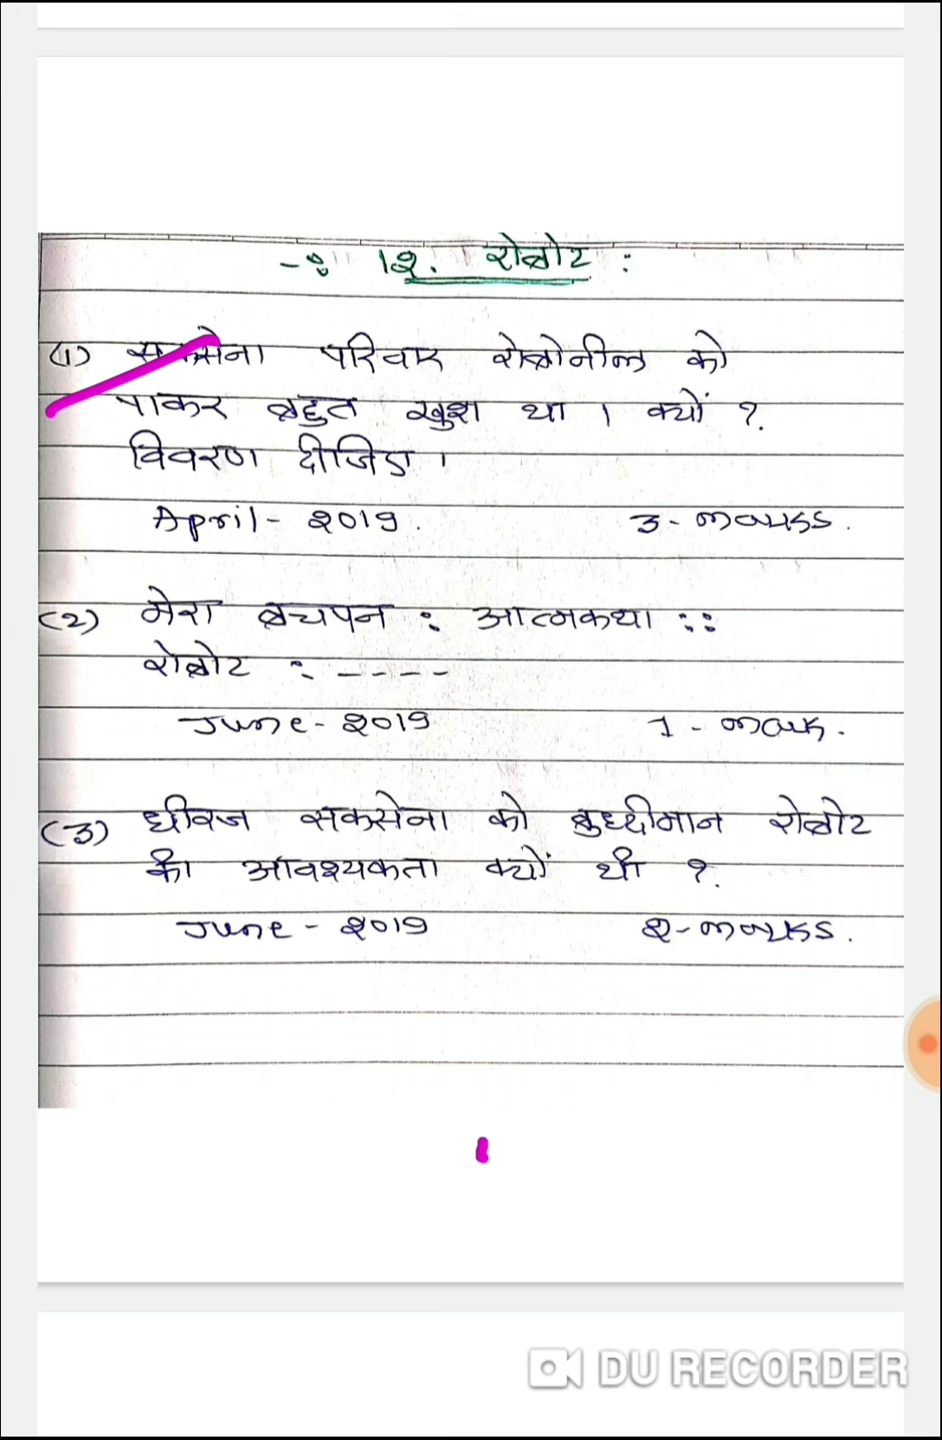 -: 12. रोबोट :
(1) सक्सेना परिवार रोबोनील को
पाकर बहुत खुश था । क्यों ?
विवरण दीजिए ।
April - 2019. 3 - marks.
(2) मेरा बचपन : आत्मकथा ::
रोबोट : - - - - -
June - 2019 1 - mark.
(3) धीरज सक्सेना को बुध्दीमान रोबोट
की आवश्यकता क्यों थी ?
June - 2019 2 - marks.
DU RECORDER